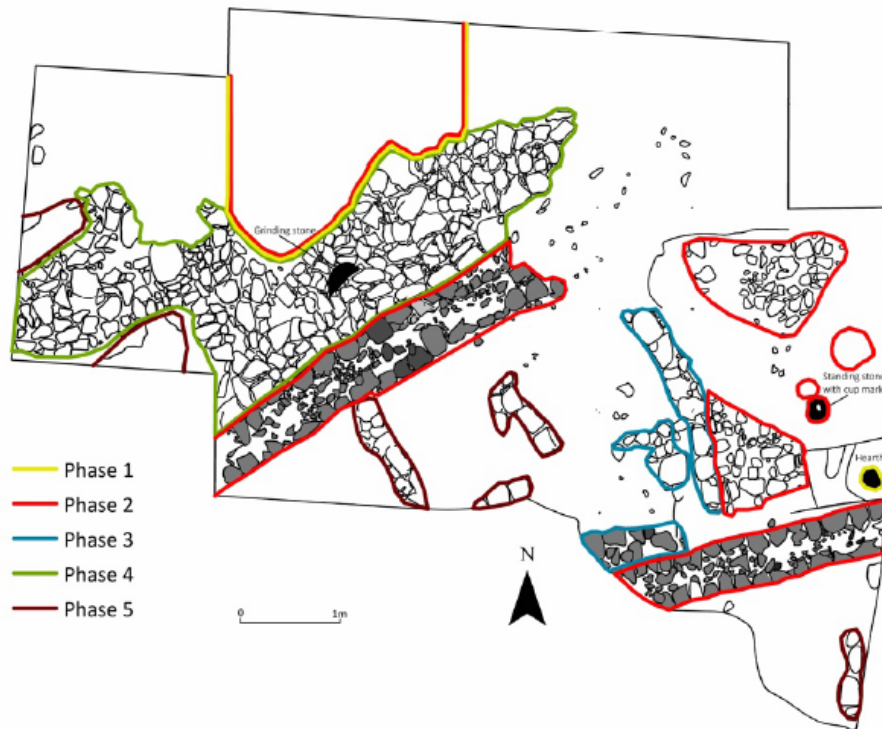 Grinding stone
Standing stone
with cup mark
Hearth
Phase 1
Phase 2
Phase 3
Phase 4
Phase 5
N
0 1m